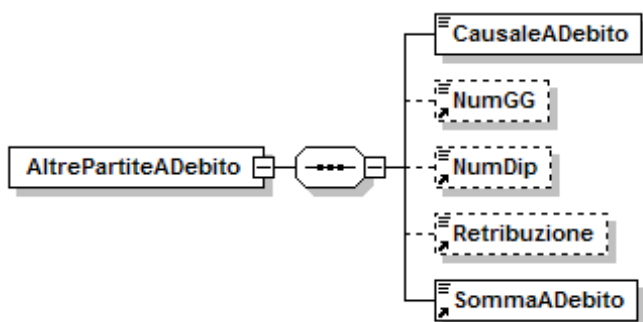 CausaleADebito
NumGG
AltrePartiteADebito
NumDip
Retribuzione
SommaADebito